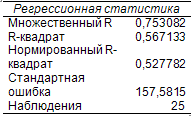 Регрессионная статистика
Множественный R 0,753082
R-квадрат 0,567133
Нормированный R-
квадрат 0,527782
Стандартная
ошибка 157,5815
Наблюдения 25